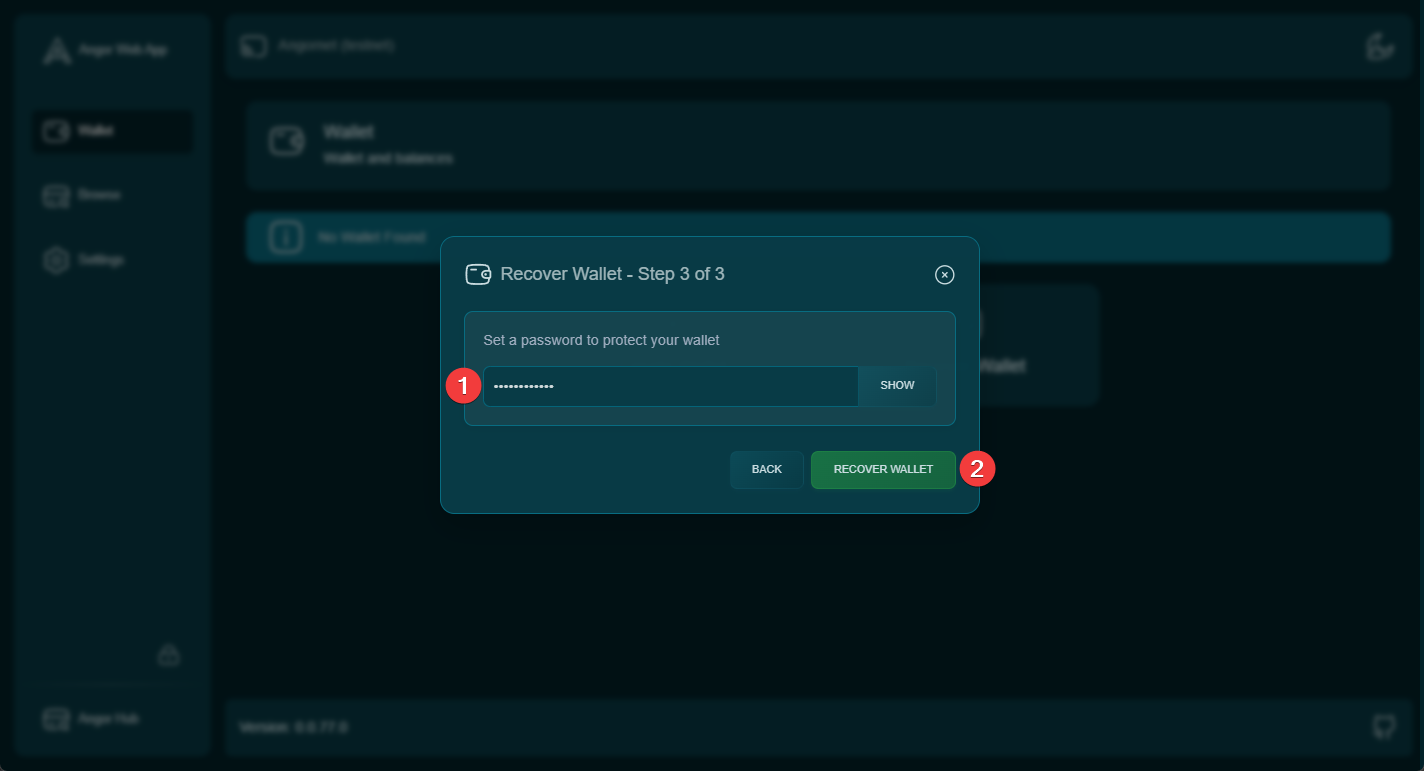 Angor Web App
Angornet (testnet)
Wallet
Wallet
Wallet and balances
Browse
No Wallet Found
Settings
Recover Wallet - Step 3 of 3
Wallet
Set a password to protect your wallet
1
••••••••••••
SHOW
BACK
RECOVER WALLET
2
Angor Hub
Version: 0.0.77.0